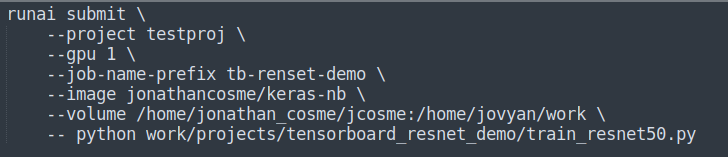 runai submit \
--project testproj \
--gpu 1 \
--job-name-prefix tb-renset-demo \
--image jonathancosme/keras-nb \
--volume /home/jonathan_cosme/jcosme:/home/jovyan/work \
-- python work/projects/tensorboard_resnet_demo/train_resnet50.py